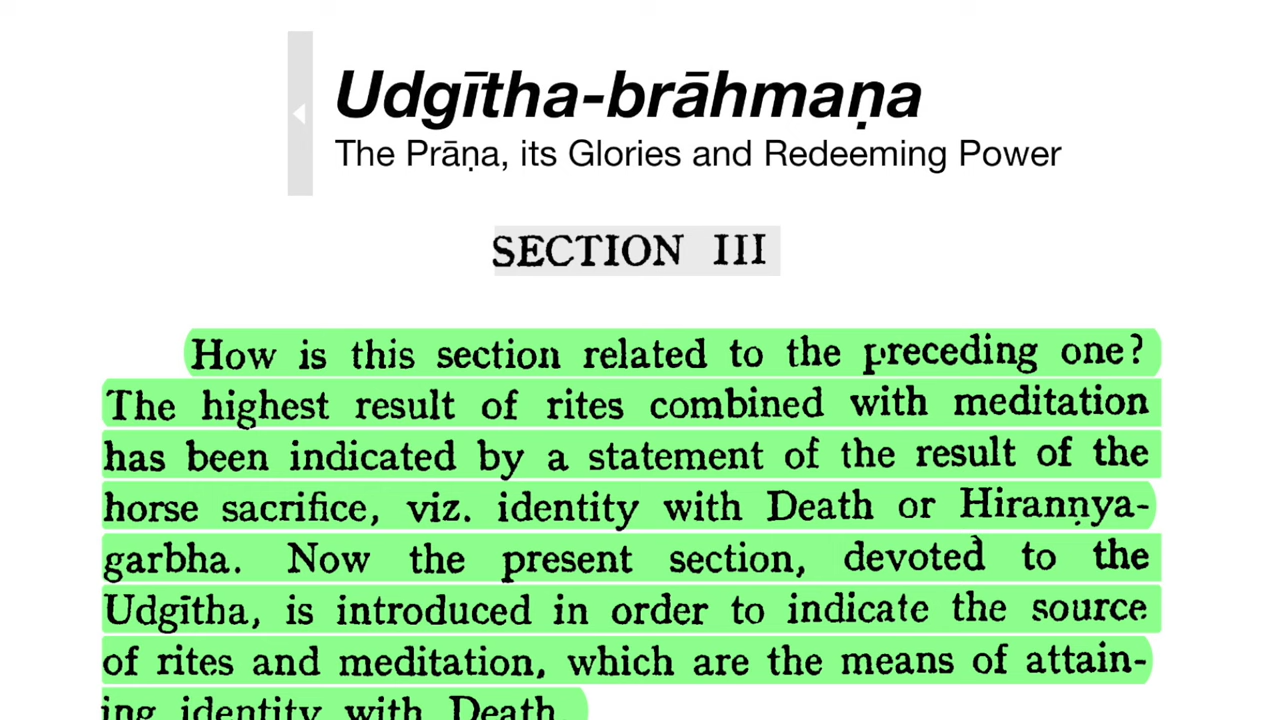 Udgītha-brāhmaṇa
The Prāṇa, its Glories and Redeeming Power
SECTION III
How is this section related to the preceding one?
The highest result of rites combined with meditation
has been indicated by a statement of the result of the
horse sacrifice, viz. identity with Death or Hiraṇṇya-
garbha. Now the present section, devoted to the
Udgītha, is introduced in order to indicate the source
of rites and meditation, which are the means of attain-
ing identity with Death.